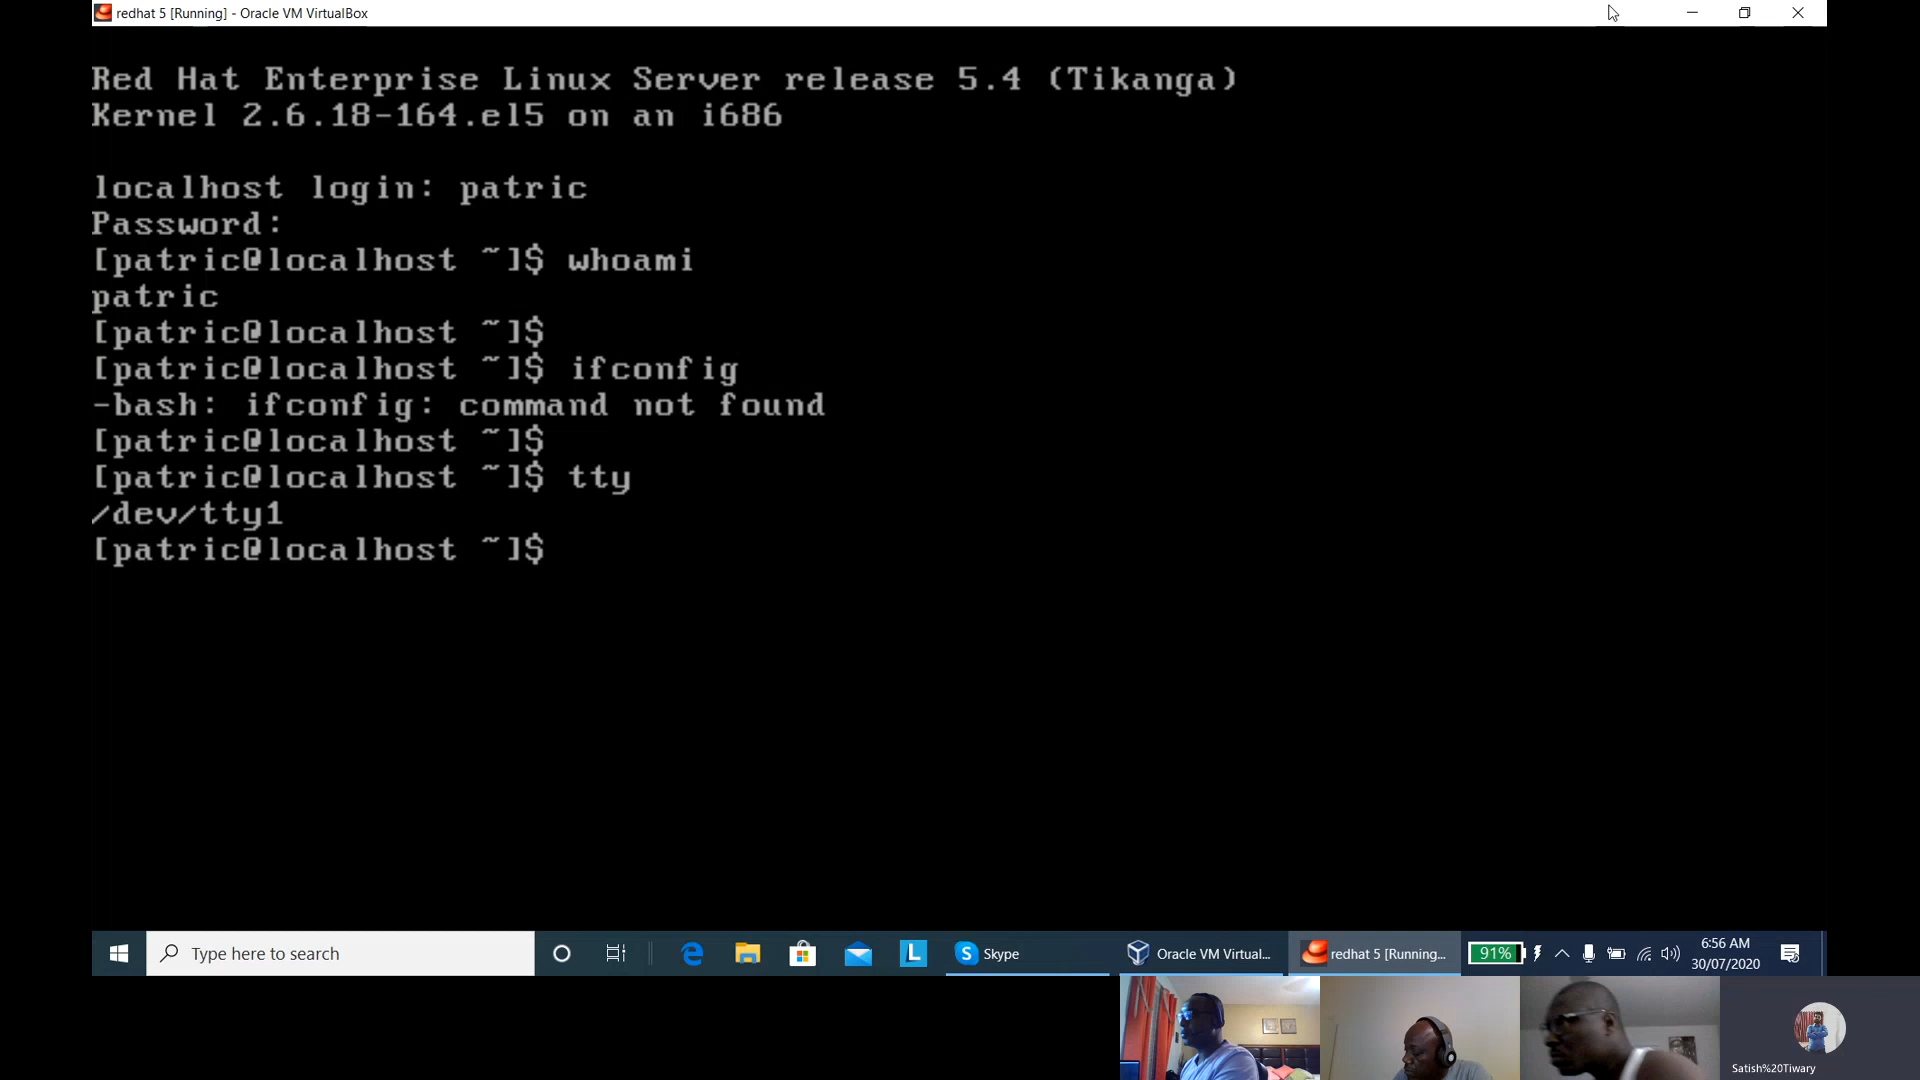 redhat 5 [Running] - Oracle VM VirtualBox
Red Hat Enterprise Linux Server release 5.4 (Tikanga)
Kernel 2.6.18-164.el5 on an i686
localhost login: patric
Password:
[patric@localhost ~]$ whoami
patric
[patric@localhost ~]$
[patric@localhost ~]$ ifconfig
-bash: ifconfig: command not found
[patric@localhost ~]$
[patric@localhost ~]$ tty
/dev/tty1
[patric@localhost ~]$
Type here to search
L
S Skype
Oracle VM Virtual...
redhat 5 [Running...
91%
6:56 AM
30/07/2020
Satish%20Tiwary